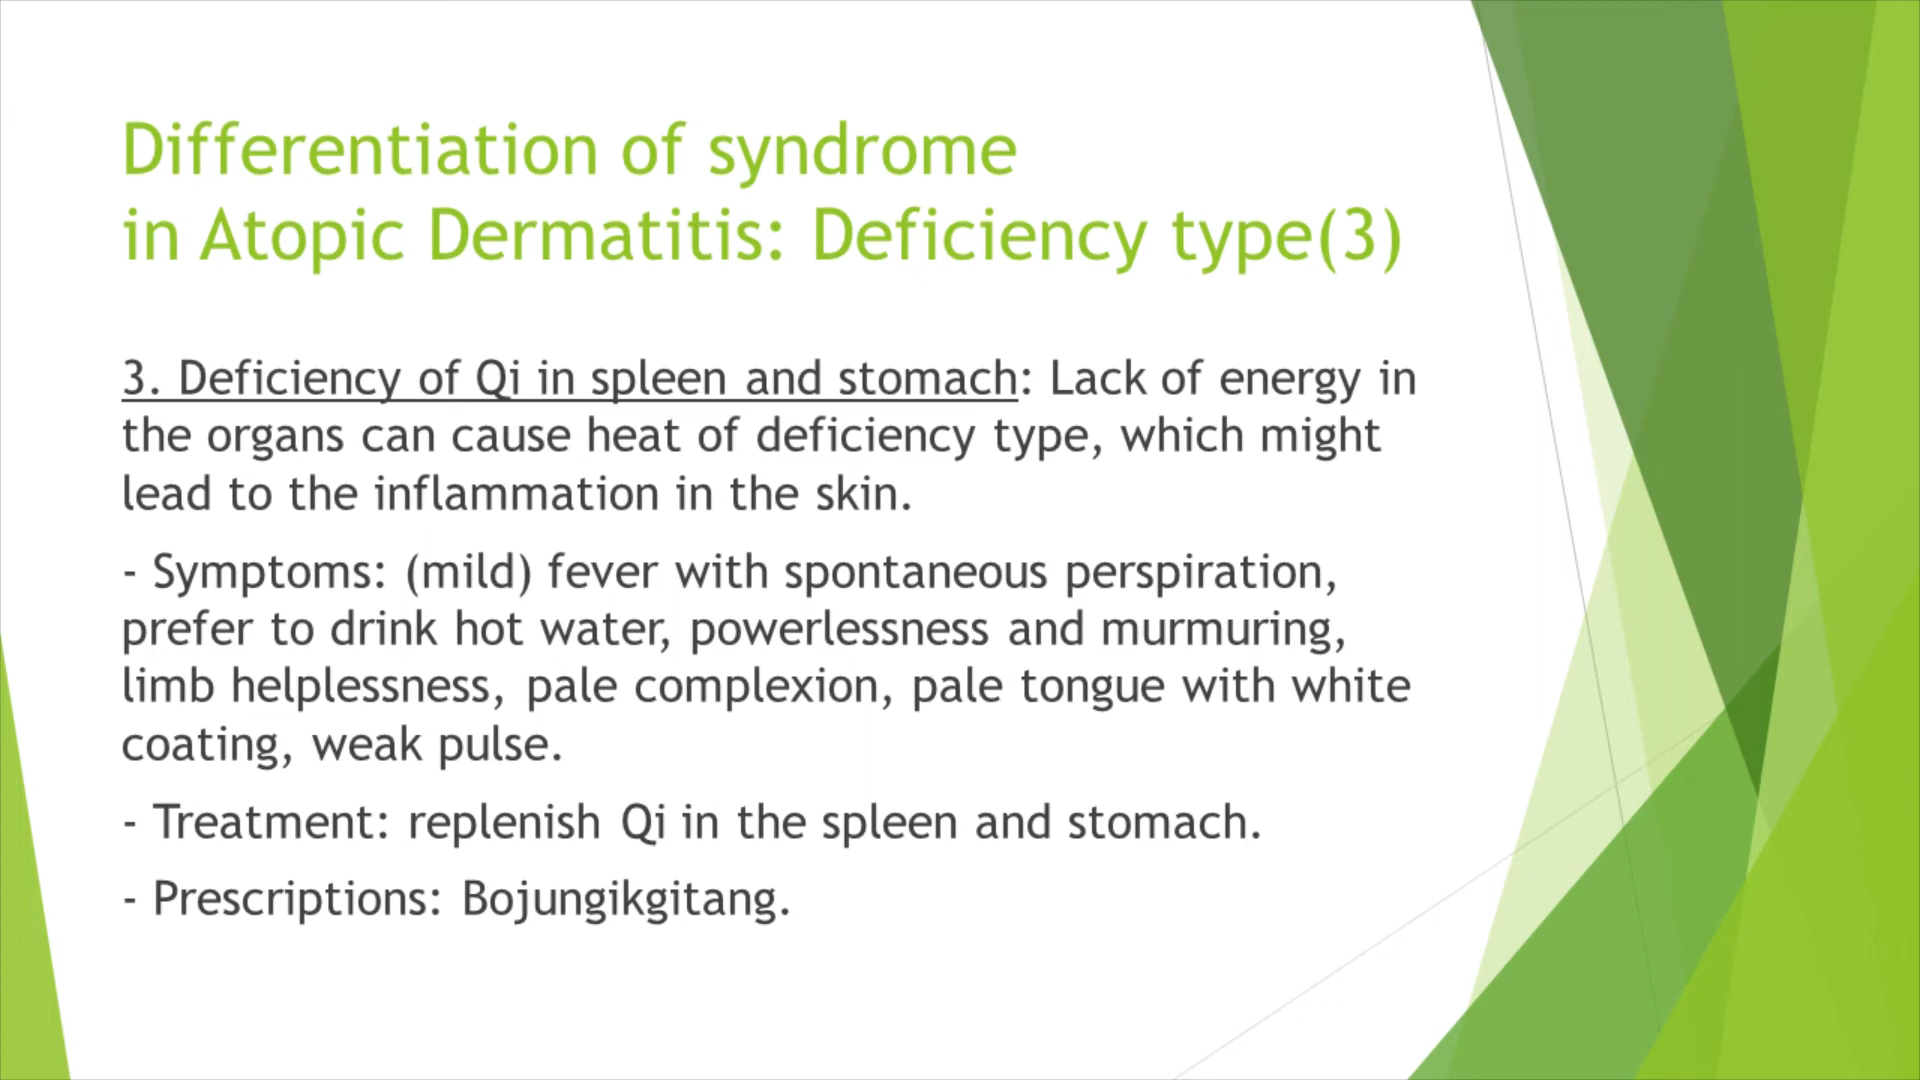 Differentiation of syndrome
in Atopic Dermatitis: Deficiency type(3)
3. Deficiency of Qi in spleen and stomach: Lack of energy in
the organs can cause heat of deficiency type, which might
lead to the inflammation in the skin.
- Symptoms: (mild) fever with spontaneous perspiration,
prefer to drink hot water, powerlessness and murmuring,
limb helplessness, pale complexion, pale tongue with white
coating, weak pulse.
- Treatment: replenish Qi in the spleen and stomach.
- Prescriptions: Bojungikgitang.